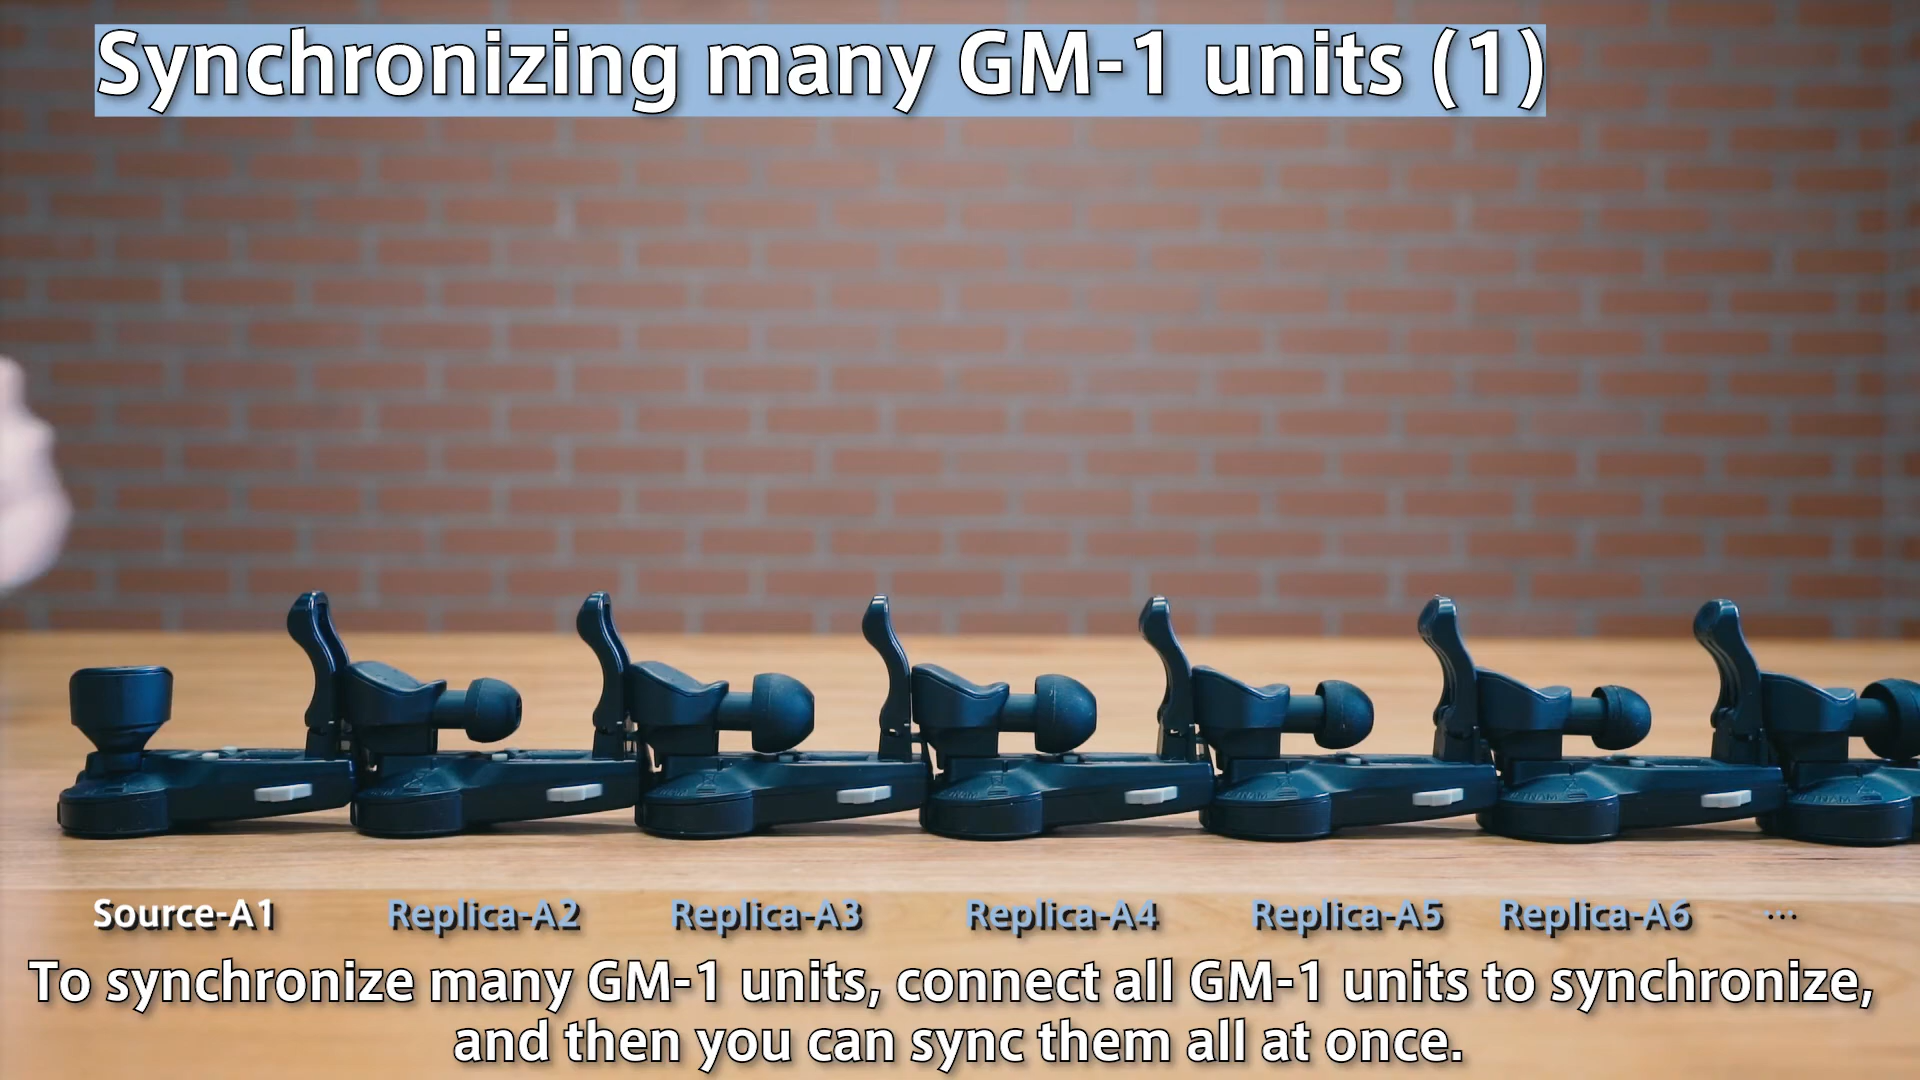 Synchronizing many GM-1 units (1)
Source-A1 Replica-A2 Replica-A3 Replica-A4 Replica-A5 Replica-A6 ...
To synchronize many GM-1 units, connect all GM-1 units to synchronize,
and then you can sync them all at once.